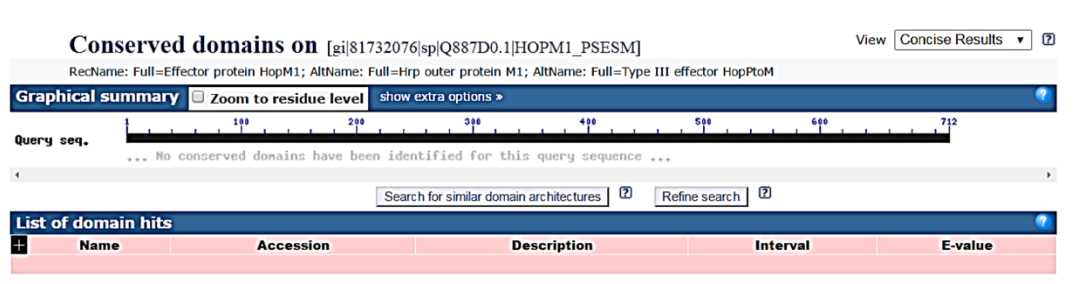 Conserved domains on [gi|81732076|sp|Q887D0.1|HOPM1_PSESM]
View Concise Results ▼ ?
RecName: Full=Effector protein HopM1; AltName: Full=Hrp outer protein M1; AltName: Full=Type III effector HopPtoM
Graphical summary Zoom to residue level show extra options » ?
1 100 200 300 400 500 600 712
Query seq.
... No conserved domains have been identified for this query sequence ...
Search for similar domain architectures ? Refine search ?
List of domain hits ?
+ Name Accession Description Interval E-value